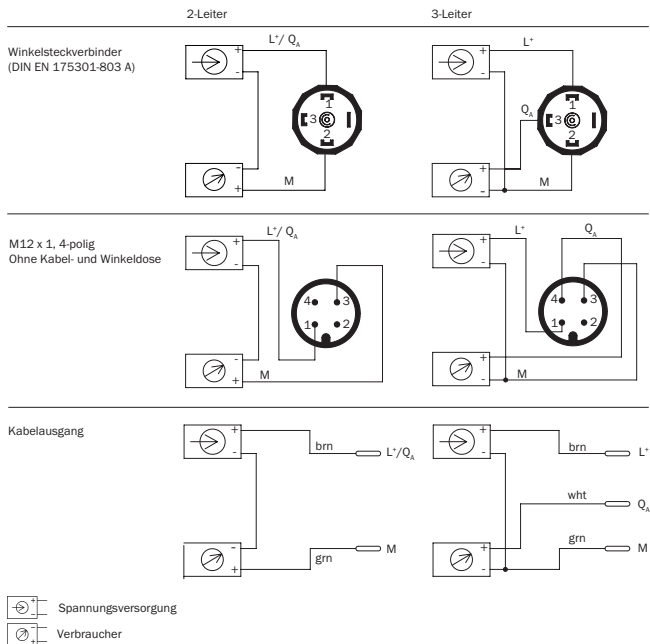 2-Leiter 3-Leiter
Winkelsteckverbinder
(DIN EN 175301-803 A)
+ L⁺/ Q_A
-
1
3
2
-
+ M
+ L⁺
-
Q_A
1
3
2
+
- M
M12 x 1, 4-polig
Ohne Kabel- und Winkeldose
+ L⁺/ Q_A
-
4 3
1 2
-
+ M
+ L⁺ Q_A
-
4 3
1 2
+
- M
Kabelausgang
+ brn L⁺/Q_A
-
-
+ grn M
+ brn L⁺
-
wht Q_A
+
- grn M
+
-
Spannungsversorgung
-
+
Verbraucher